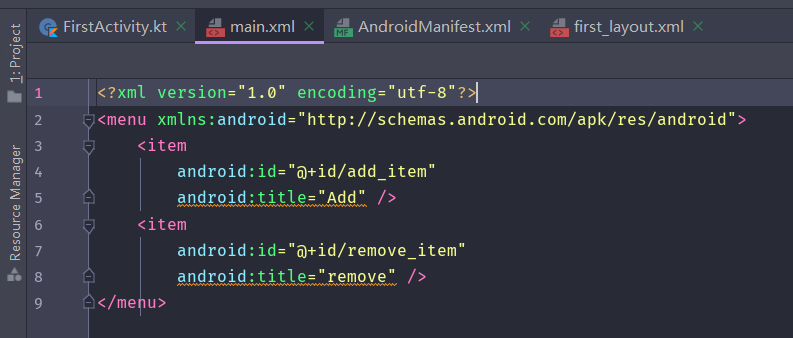 FirstActivity.kt main.xml AndroidManifest.xml first_layout.xml
1: Project
Resource Manager
1 <?xml version="1.0" encoding="utf-8"?>
2 <menu xmlns:android="http://schemas.android.com/apk/res/android">
3 <item
4 android:id="@+id/add_item"
5 android:title="Add" />
6 <item
7 android:id="@+id/remove_item"
8 android:title="remove" />
9 </menu>